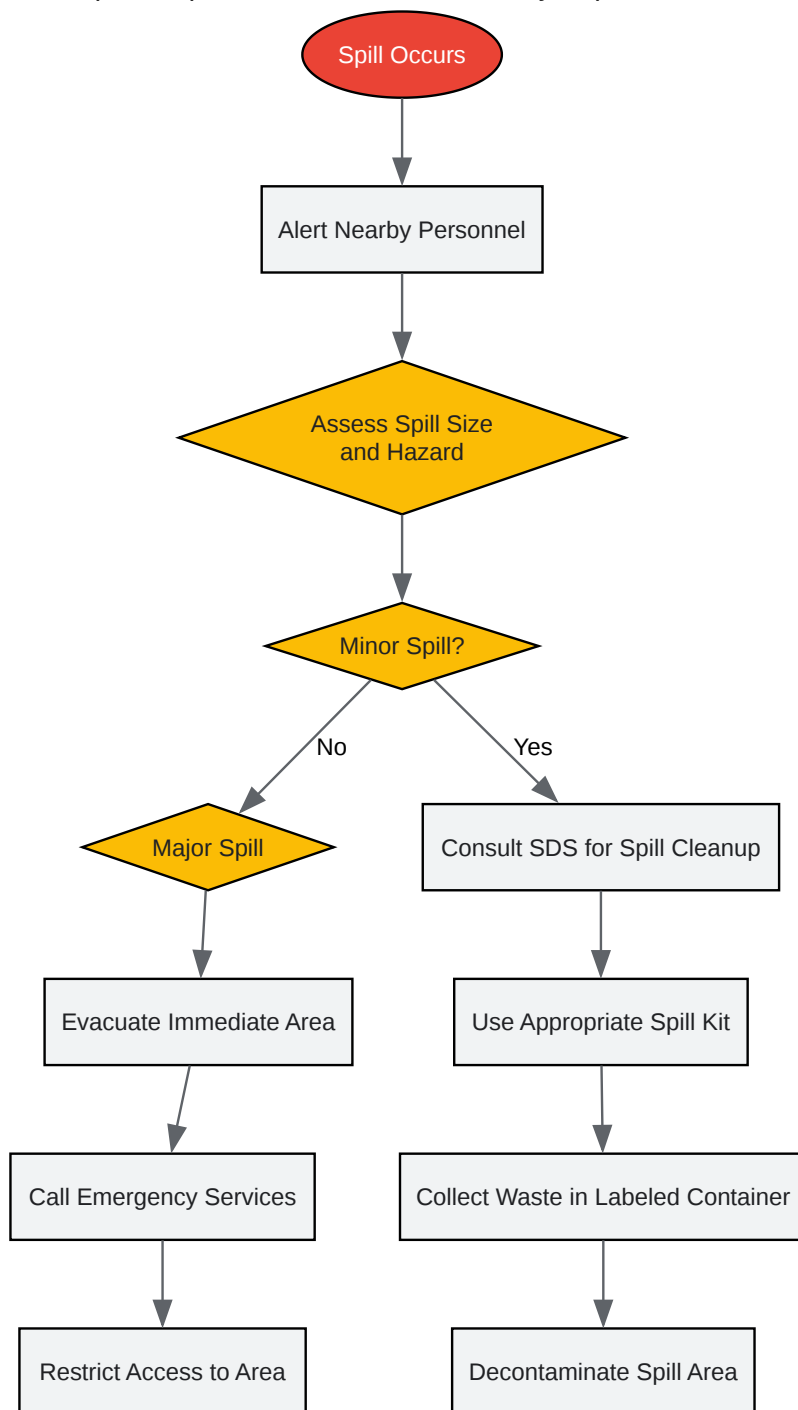 Spill Occurs
Alert Nearby Personnel
Assess Spill Size
and Hazard
Minor Spill?
No
Yes
Major Spill
Consult SDS for Spill Cleanup
Evacuate Immediate Area
Use Appropriate Spill Kit
Call Emergency Services
Collect Waste in Labeled Container
Restrict Access to Area
Decontaminate Spill Area